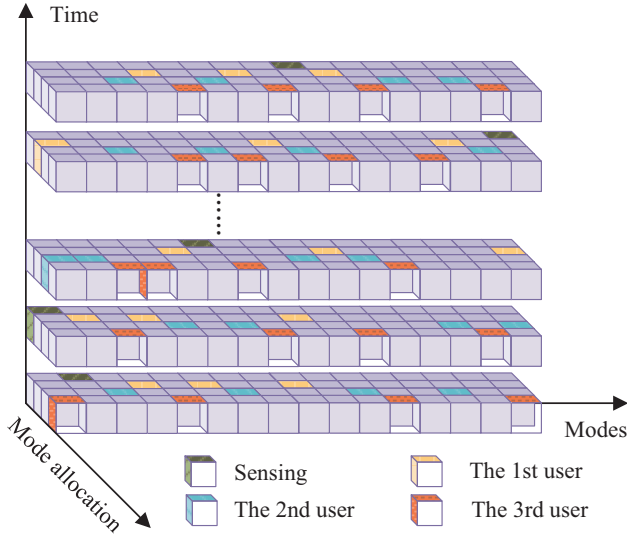 Time
Modes
Mode allocation
Sensing
The 1st user
The 2nd user
The 3rd user